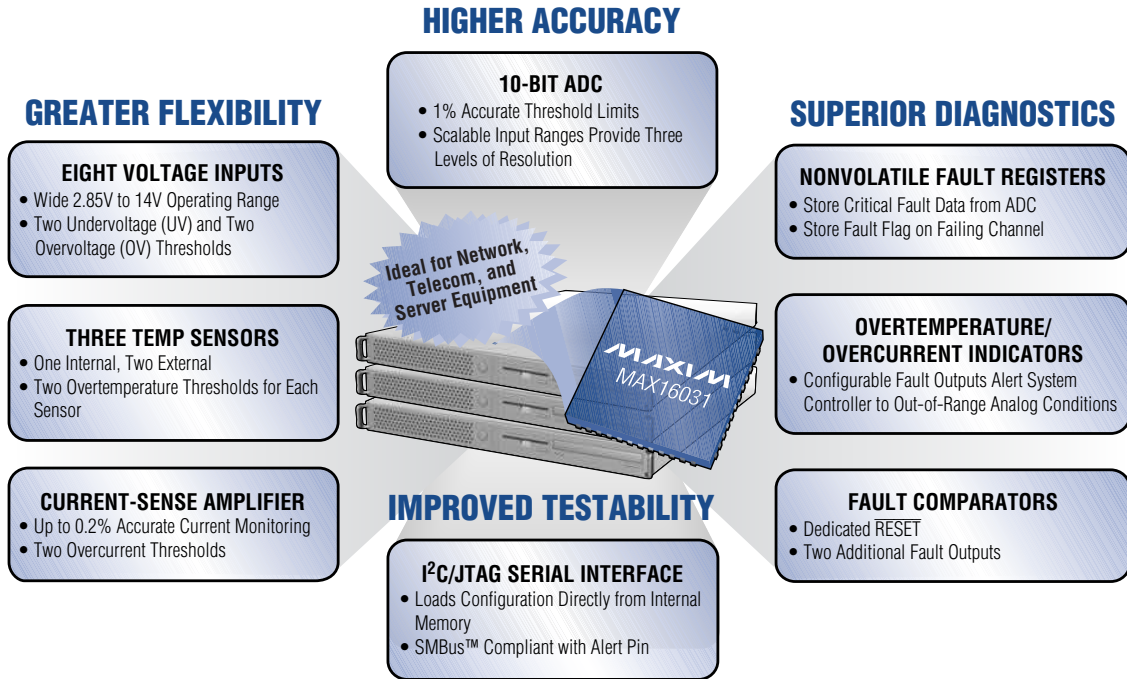 HIGHER ACCURACY
10-BIT ADC
• 1% Accurate Threshold Limits
• Scalable Input Ranges Provide Three
Levels of Resolution
GREATER FLEXIBILITY
EIGHT VOLTAGE INPUTS
• Wide 2.85V to 14V Operating Range
• Two Undervoltage (UV) and Two
Overvoltage (OV) Thresholds
THREE TEMP SENSORS
• One Internal, Two External
• Two Overtemperature Thresholds for Each
Sensor
CURRENT-SENSE AMPLIFIER
• Up to 0.2% Accurate Current Monitoring
• Two Overcurrent Thresholds
Ideal for Network,
Telecom, and
Server Equipment
MAXIM
MAX16031
IMPROVED TESTABILITY
I²C/JTAG SERIAL INTERFACE
• Loads Configuration Directly from Internal
Memory
• SMBus™ Compliant with Alert Pin
SUPERIOR DIAGNOSTICS
NONVOLATILE FAULT REGISTERS
• Store Critical Fault Data from ADC
• Store Fault Flag on Failing Channel
OVERTEMPERATURE/
OVERCURRENT INDICATORS
• Configurable Fault Outputs Alert System
Controller to Out-of-Range Analog Conditions
FAULT COMPARATORS
• Dedicated R̅E̅S̅E̅T̅
• Two Additional Fault Outputs